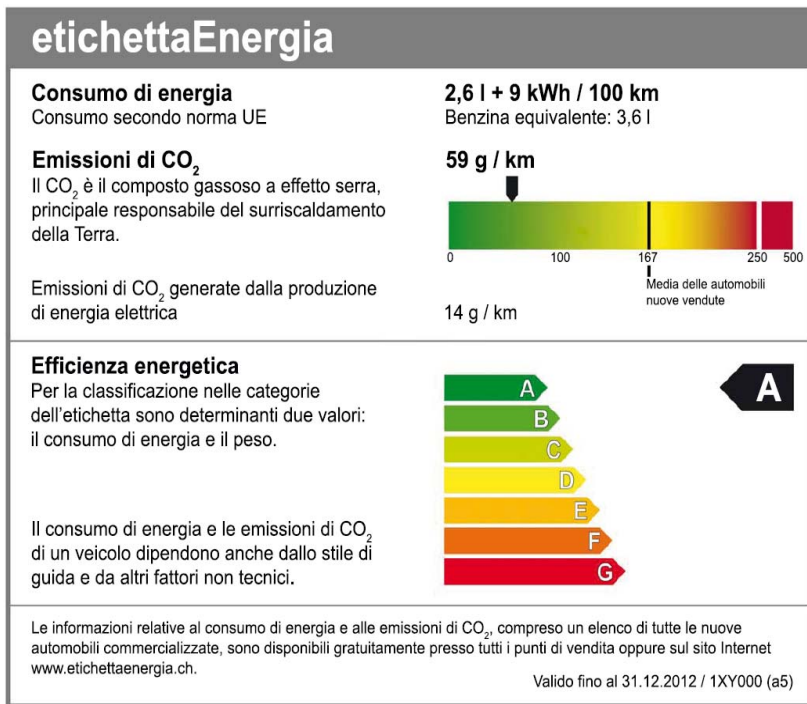 etichettaEnergia
Consumo di energia
Consumo secondo norma UE
2,6 l + 9 kWh / 100 km
Benzina equivalente: 3,6 l
Emissioni di CO₂
Il CO₂ è il composto gassoso a effetto serra,
principale responsabile del surriscaldamento
della Terra.
59 g / km
0 100 167 250 500
Media delle automobili
nuove vendute
Emissioni di CO₂ generate dalla produzione
di energia elettrica
14 g / km
Efficienza energetica
Per la classificazione nelle categorie
dell'etichetta sono determinanti due valori:
il consumo di energia e il peso.
Il consumo di energia e le emissioni di CO₂
di un veicolo dipendono anche dallo stile di
guida e da altri fattori non tecnici.
A
B
C
D
E
F
G
A
Le informazioni relative al consumo di energia e alle emissioni di CO₂, compreso un elenco di tutte le nuove
automobili commercializzate, sono disponibili gratuitamente presso tutti i punti di vendita oppure sul sito Internet
www.etichettaenergia.ch.
Valido fino al 31.12.2012 / 1XY000 (a5)